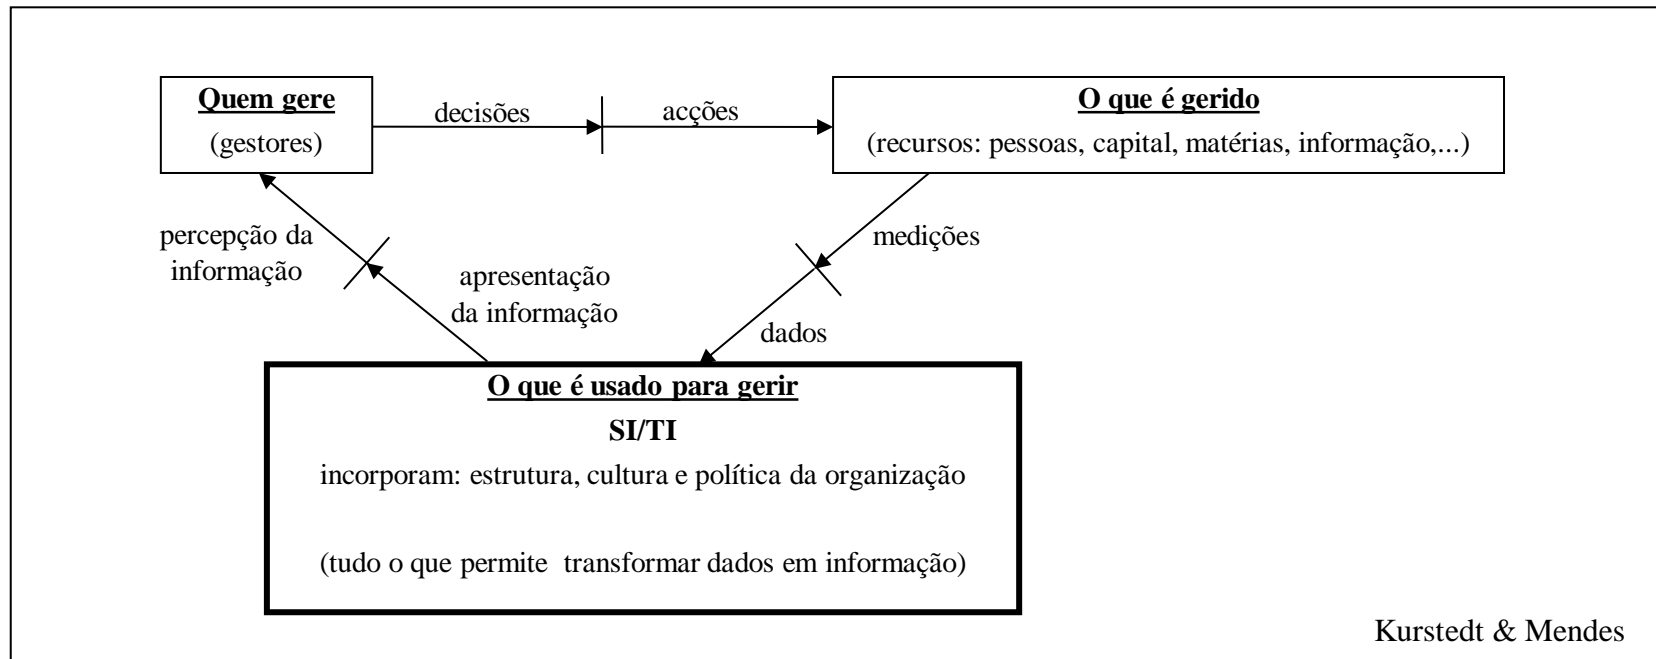 Quem gere
(gestores)
decisões
acções
O que é gerido
(recursos: pessoas, capital, matérias, informação,...)
percepção da
informação
apresentação
da informação
medições
dados
O que é usado para gerir
SI/TI
incorporam: estrutura, cultura e política da organização
(tudo o que permite transformar dados em informação)
Kurstedt & Mendes